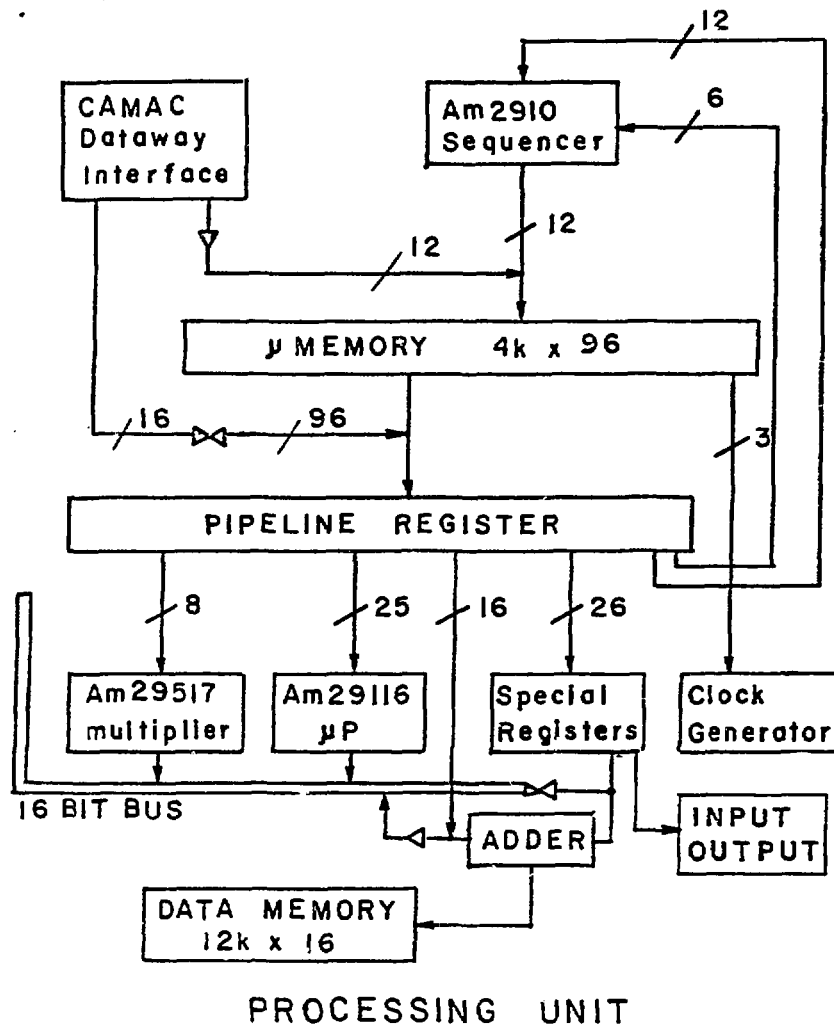 12
CAMAC
Dataway
Interface
Am2910
Sequencer
6
12
12
µ MEMORY 4k x 96
16
96
3
PIPELINE REGISTER
8
25
16
26
Am29517
multiplier
Am29116
µP
Special
Registers
Clock
Generator
16 BIT BUS
ADDER
INPUT
OUTPUT
DATA MEMORY
12k x 16
PROCESSING UNIT